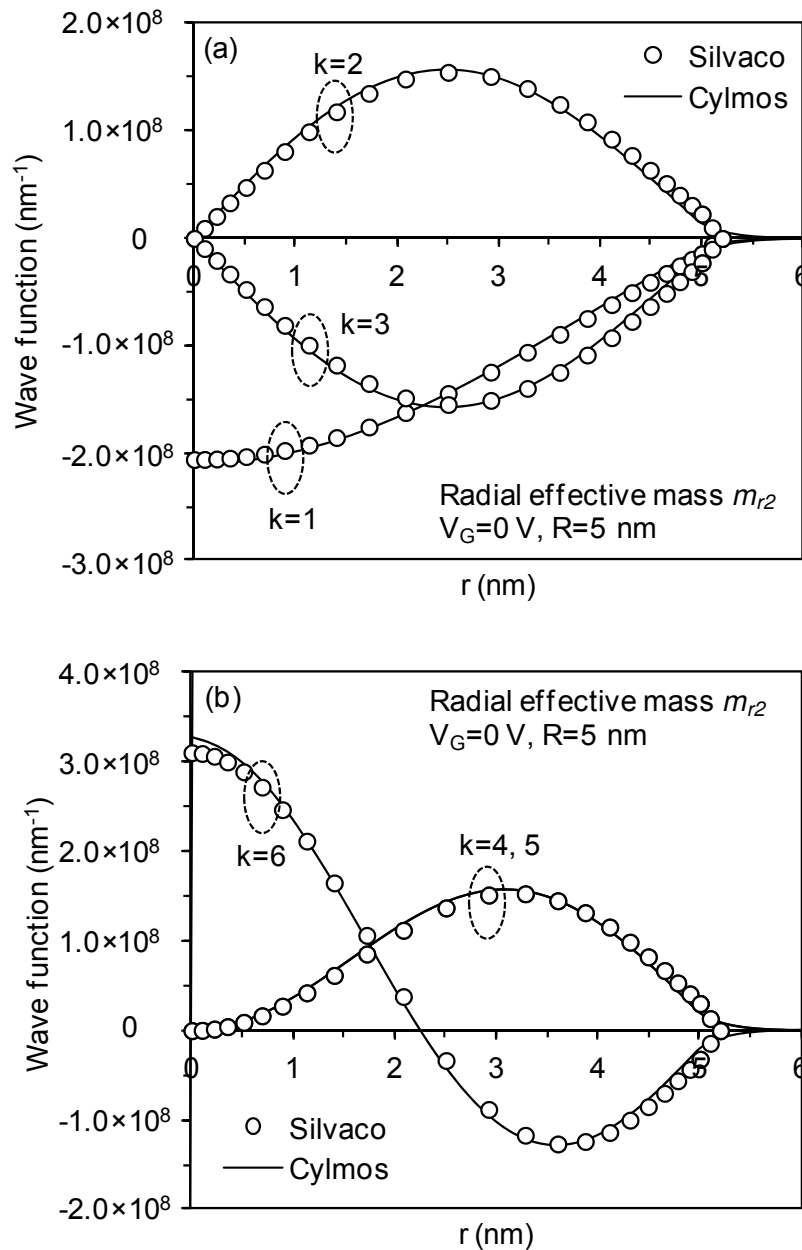 (a)
Silvaco
Cylmos
k=2
k=3
k=1
2.0×10⁸
1.0×10⁸
0
-1.0×10⁸
-2.0×10⁸
-3.0×10⁸
0 1 2 3 4 5 6
Wave function (nm⁻¹)
Radial effective mass mr2
VG=0 V, R=5 nm
r (nm)
(b)
Radial effective mass mr2
VG=0 V, R=5 nm
k=6
k=4, 5
4.0×10⁸
3.0×10⁸
2.0×10⁸
1.0×10⁸
0
-1.0×10⁸
-2.0×10⁸
0 1 2 3 4 5 6
Wave function (nm⁻¹)
Silvaco
Cylmos
r (nm)